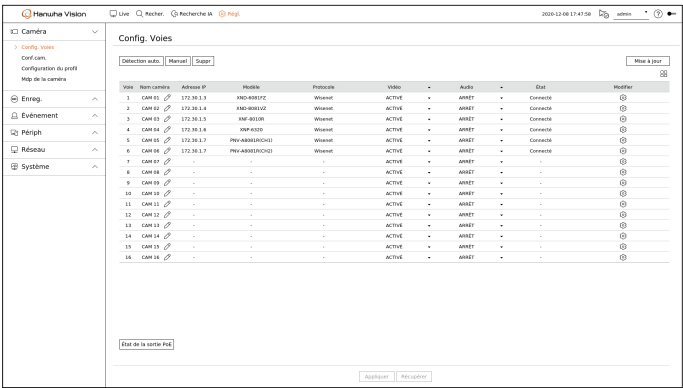 Hanwha Vision Live Recher. Recherche IA Régl. 2020-12-08 17:47:58 admin
Caméra
Config. Voies
Conf.cam.
Configuration du profil
Mdp de la caméra
Enreg.
Événement
Périph
Réseau
Système
Config. Voies
Détection auto. Manuel Suppr Mise à jour
Voie Nom caméra Adresse IP Modèle Protocole Vidéo Audio État Modifier
1 CAM 01 172.30.1.3 XND-6081FZ Wisenet ACTIVÉ ARRÊT Connecté
2 CAM 02 172.30.1.4 XND-8081VZ Wisenet ACTIVÉ ARRÊT Connecté
3 CAM 03 172.30.1.5 XNF-8010R Wisenet ACTIVÉ ARRÊT Connecté
4 CAM 04 172.30.1.6 XNP-6320 Wisenet ACTIVÉ ARRÊT Connecté
5 CAM 05 172.30.1.7 PNV-A8081R(CH1) Wisenet ACTIVÉ ARRÊT Connecté
6 CAM 06 172.30.1.7 PNV-A8081R(CH2) Wisenet ACTIVÉ ARRÊT Connecté
7 CAM 07 - - - ACTIVÉ ARRÊT -
8 CAM 08 - - - ACTIVÉ ARRÊT -
9 CAM 09 - - - ACTIVÉ ARRÊT -
10 CAM 10 - - - ACTIVÉ ARRÊT -
11 CAM 11 - - - ACTIVÉ ARRÊT -
12 CAM 12 - - - ACTIVÉ ARRÊT -
13 CAM 13 - - - ACTIVÉ ARRÊT -
14 CAM 14 - - - ACTIVÉ ARRÊT -
15 CAM 15 - - - ACTIVÉ ARRÊT -
16 CAM 16 - - - ACTIVÉ ARRÊT -
État de la sortie PoE
Appliquer Récupérer